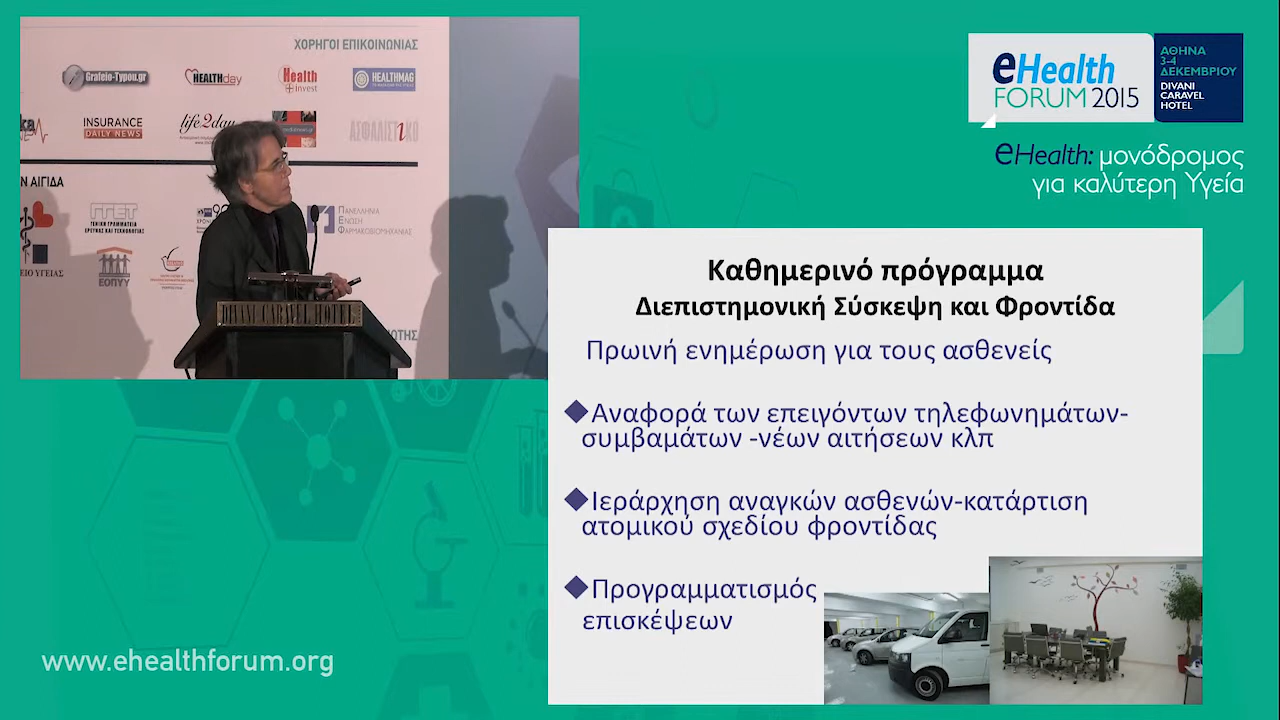 ΧΟΡΗΓΟΙ ΕΠΙΚΟΙΝΩΝΙΑΣ
Grafeio-Typou.gr
HEALTHday
Health invest
HEALTHMAG
INSURANCE
DAILY NEWS
life2day
ΑΣΦΑΛΙΣΤΙΚΟ
Ν ΑΙΓΙΔΑ
ΓΓΕΤ
ΓΕΝΙΚΗ ΓΡΑΜΜΑΤΕΙΑ
ΕΡΕΥΝΑΣ ΚΑΙ ΤΕΧΝΟΛΟΓΙΑΣ
ΠΑΝΕΛΛΗΝΙΑ
ΕΝΩΣΗ
ΦΑΡΜΑΚΟΒΙΟΜΗΧΑΝΙΑΣ
ΕΙΟ ΥΓΕΙΑΣ
ΕΟΠΥΥ
DIVANI CARAVEL HOTEL
eHealth
FORUM 2015
ΑΘΗΝΑ
3-4
ΔΕΚΕΜΒΡΙΟΥ
DIVANI
CARAVEL
HOTEL
eHealth: μονόδρομος
για καλύτερη Υγεία
Καθημερινό πρόγραμμα
Διεπιστημονική Σύσκεψη και Φροντίδα
Πρωινή ενημέρωση για τους ασθενείς
Αναφορά των επειγόντων τηλεφωνημάτων-
συμβαμάτων -νέων αιτήσεων κλπ
Ιεράρχηση αναγκών ασθενών-κατάρτιση
ατομικού σχεδίου φροντίδας
Προγραμματισμός
επισκέψεων
www.ehealthforum.org